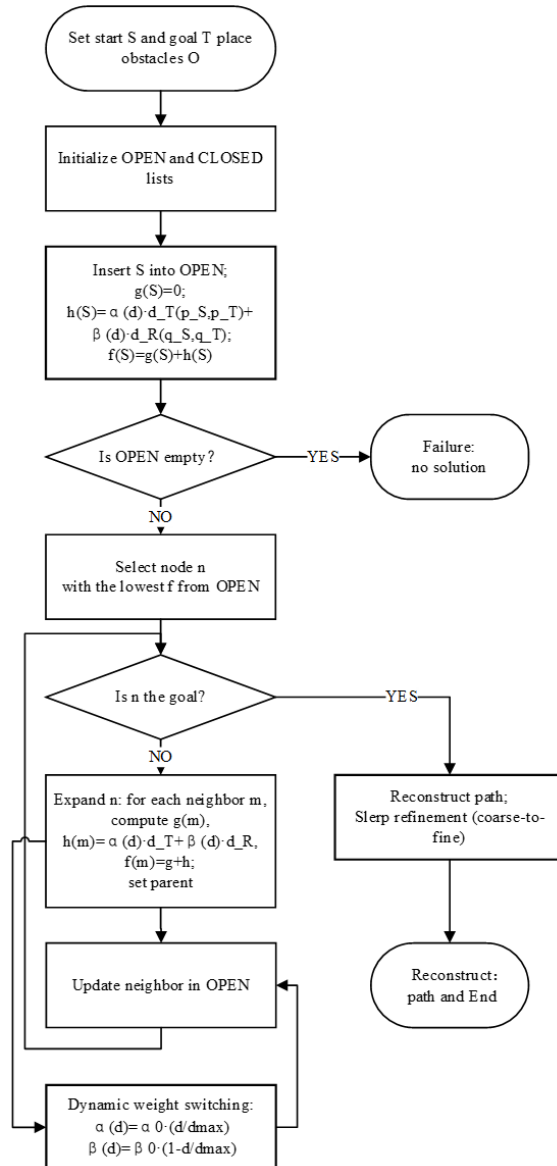 Set start S and goal T place
obstacles O
Initialize OPEN and CLOSED
lists
Insert S into OPEN;
g(S)=0;
h(S)=α(d)·d_T(p_S,p_T)+
β(d)·d_R(q_S,q_T);
f(S)=g(S)+h(S)
Is OPEN empty?
YES
Failure:
no solution
NO
Select node n
with the lowest f from OPEN
Is n the goal?
YES
NO
Expand n: for each neighbor m,
compute g(m),
h(m)=α(d)·d_T+β(d)·d_R,
f(m)=g+h;
set parent
Reconstruct path;
Slerp refinement (coarse-to-
fine)
Update neighbor in OPEN
Reconstruct:
path and End
Dynamic weight switching:
α(d)=α0·(d/dmax)
β(d)=β0·(1-d/dmax)